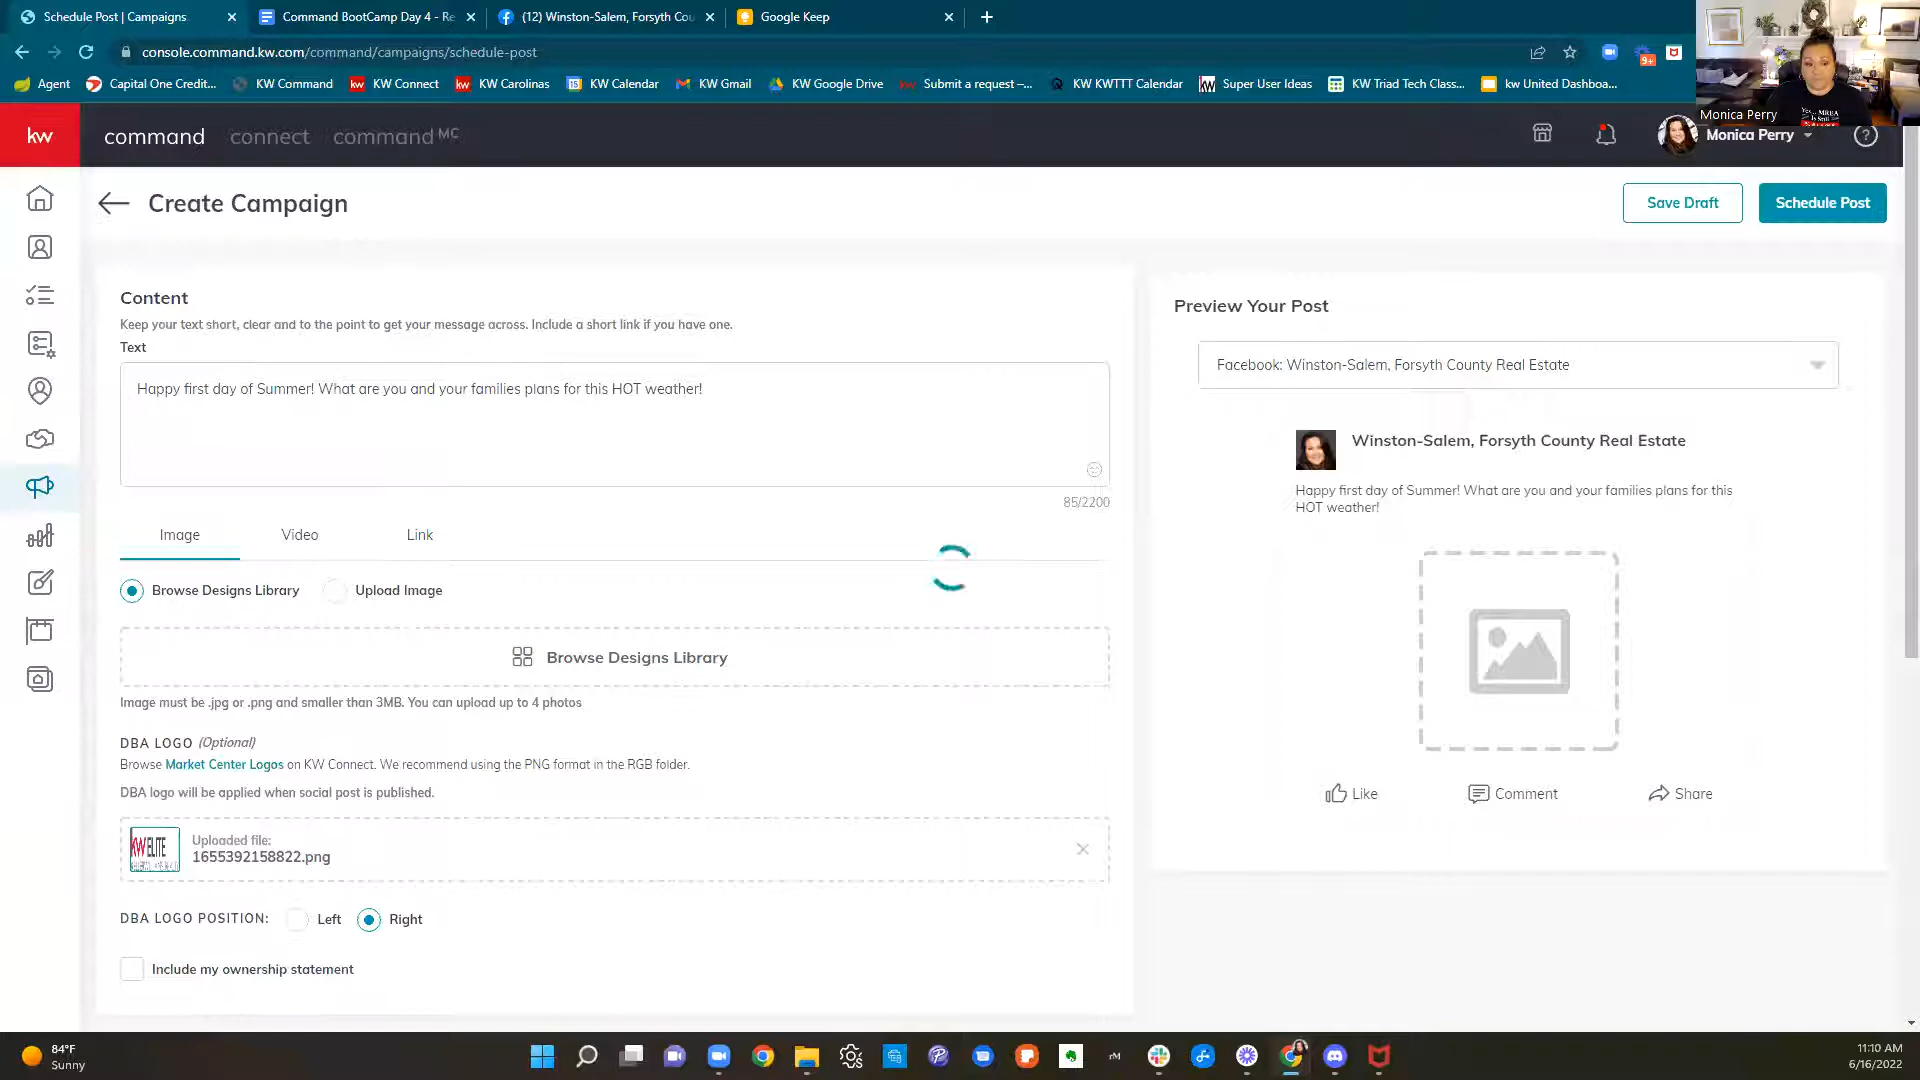 Schedule Post | Campaigns
Command BootCamp Day 4 - Re
(12) Winston-Salem, Forsyth Cou
Google Keep
console.command.kw.com/command/campaigns/schedule-post
9+
Agent
Capital One Credit...
KW Command
KW Connect
KW Carolinas
KW Calendar
KW Gmail
KW Google Drive
Submit a request –...
KW KWTTT Calendar
Super User Ideas
KW Triad Tech Class...
kw United Dashboa...
Monica Perry
kw
command
connect
command MC
Monica Perry
Create Campaign
Save Draft
Schedule Post
Content
Keep your text short, clear and to the point to get your message across. Include a short link if you have one.
Text
Happy first day of Summer! What are you and your families plans for this HOT weather!
85/2200
Image
Video
Link
Browse Designs Library
Upload Image
Browse Designs Library
Image must be .jpg or .png and smaller than 3MB. You can upload up to 4 photos
DBA LOGO (Optional)
Browse Market Center Logos on KW Connect. We recommend using the PNG format in the RGB folder.
DBA logo will be applied when social post is published.
KW ELITE
Uploaded file:
1655392158822.png
DBA LOGO POSITION:
Left
Right
Include my ownership statement
Preview Your Post
Facebook: Winston-Salem, Forsyth County Real Estate
Winston-Salem, Forsyth County Real Estate
Happy first day of Summer! What are you and your families plans for this
HOT weather!
Like
Comment
Share
84°F
Sunny
rM
11:10 AM
6/16/2022